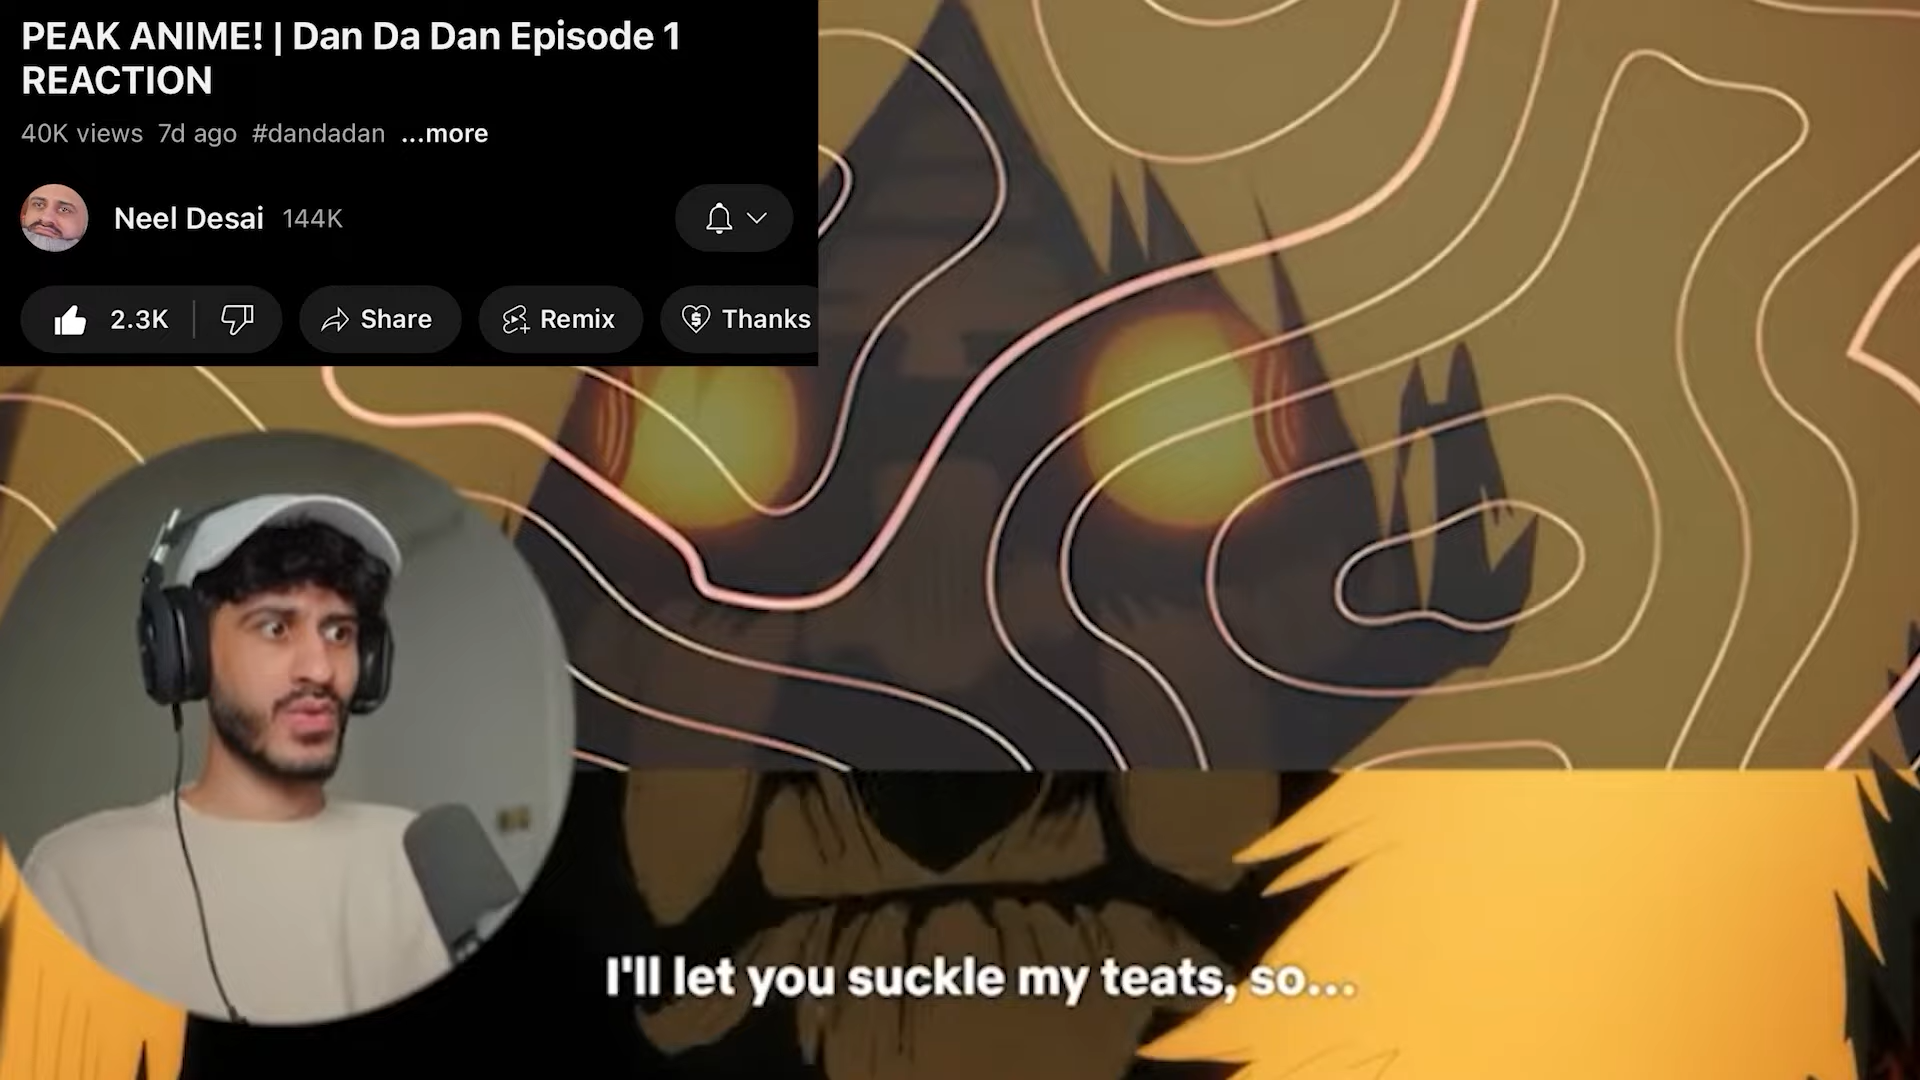 PEAK ANIME! | Dan Da Dan Episode 1
REACTION
40K views 7d ago #dandadan ...more
Neel Desai 144K
2.3K Share Remix Thanks
I'll let you suckle my teats, so...